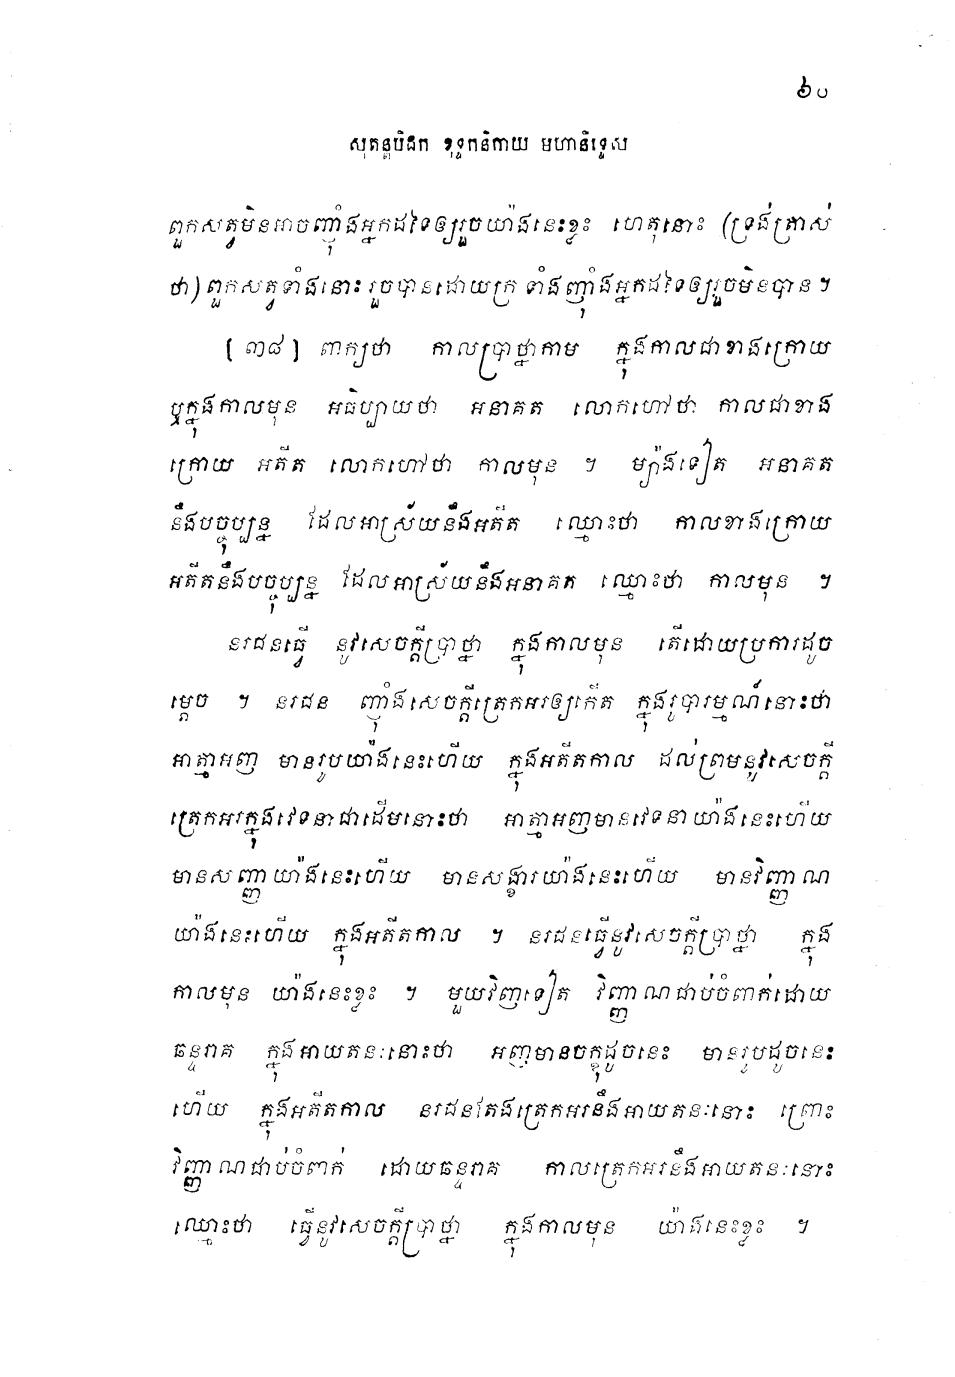 ៦០
សុត្តន្តបិដក ខុទ្ទកនិកាយ មហានិទ្ទេស
ពួកសត្វមិនអាចញ៉ាំងអ្នកដទៃឲ្យរួចយ៉ាងនេះខ្លះ ហេតុនោះ (ទ្រង់ត្រាស់
ថា) ពួកសត្វទាំងនោះ រួចបានដោយក្រ ទាំងញ៉ាំងអ្នកដទៃឲ្យរួចមិនបាន ។
[ ៣៨ ] ពាក្យថា កាលប្រាថ្នាកាម ក្នុងកាលជាខាងក្រោយ
ឬក្នុងកាលមុន អធិប្បាយថា អនាគត លោកហៅថា កាលជាខាង
ក្រោយ អតីត លោកហៅថា កាលមុន ។ ម្យ៉ាងទៀត អនាគត
នឹងបច្ចុប្បន្ន ដែលអាស្រ័យនឹងអតីត ឈ្មោះថា កាលខាងក្រោយ
អតីតនឹងបច្ចុប្បន្ន ដែលអាស្រ័យនឹងអនាគត ឈ្មោះថា កាលមុន ។
នរជនធ្វើ នូវសេចក្តីប្រាថ្នា ក្នុងកាលមុន តើដោយប្រការដូច
ម្តេច ។ នរជន ញ៉ាំងសេចក្តីត្រេកអរឲ្យកើត ក្នុងរូបារម្មណ៍នោះថា
អាត្មាអញ មានរូបយ៉ាងនេះហើយ ក្នុងអតីតកាល ដល់ព្រមនូវសេចក្តី
ត្រេកអរក្នុងវេទនាជាដើមនោះថា អាត្មាអញមានវេទនាយ៉ាងនេះហើយ
មានសញ្ញាយ៉ាងនេះហើយ មានសង្ខារយ៉ាងនេះហើយ មានវិញ្ញាណ
យ៉ាងនេះហើយ ក្នុងអតីតកាល ។ នរជនធ្វើនូវសេចក្តីប្រាថ្នា ក្នុង
កាលមុន យ៉ាងនេះខ្លះ ។ មួយវិញទៀត វិញ្ញាណជាប់ចំពាក់ដោយ
ឆន្ទរាគ ក្នុងអាយតនៈនោះថា អញមានចក្ខុដូចនេះ មានរូបដូចនេះ
ហើយ ក្នុងអតីតកាល នរជនតែងត្រេកអរនឹងអាយតនៈនោះ ព្រោះ
វិញ្ញាណជាប់ចំពាក់ ដោយឆន្ទរាគ កាលត្រេកអរនឹងអាយតនៈនោះ
ឈ្មោះថា ធ្វើនូវសេចក្តីប្រាថ្នា ក្នុងកាលមុន យ៉ាងនេះខ្លះ ។